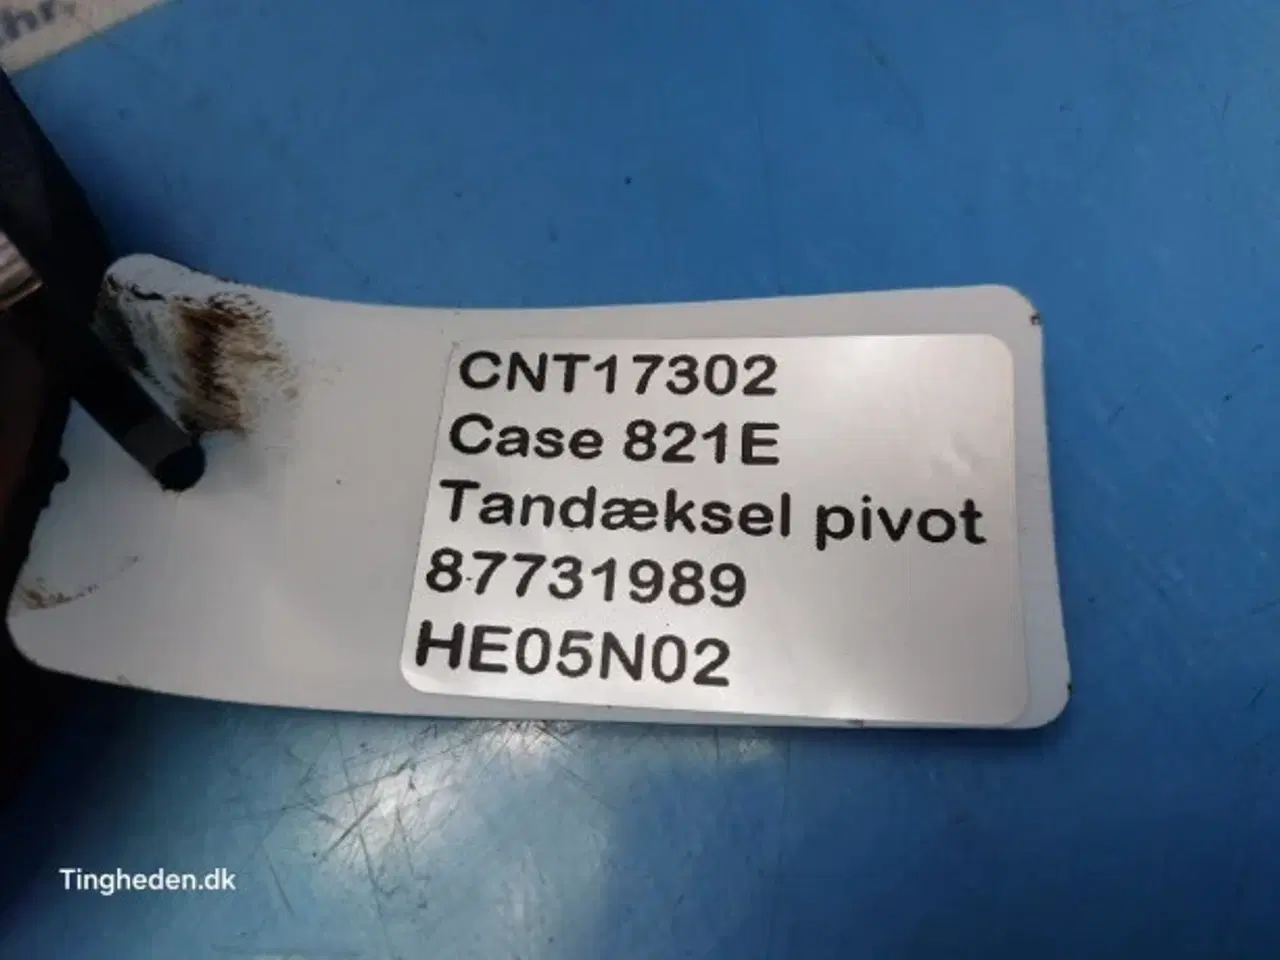 CNT17302
Case 821E
Tandæksel pivot
87731989
HE05N02
Tingheden.dk